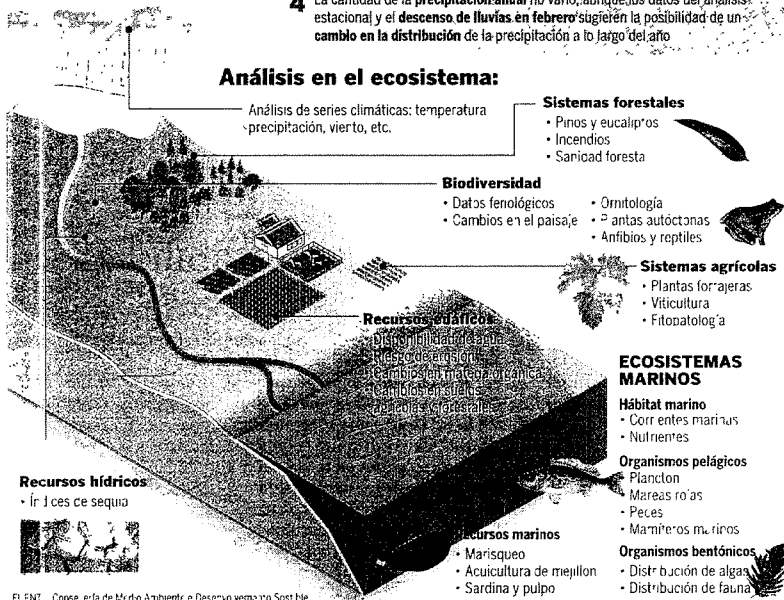 4 La cantidad de la precipitación anual no varió, aunque los datos del análisis
estacional y el descenso de lluvias en febrero sugieren la posibilidad de un
cambio en la distribución de la precipitación a lo largo del año
Análisis en el ecosistema:
Análisis de series climáticas: temperatura
precipitación, viento, etc.
Sistemas forestales
• Pinos y eucaliptos
• Incendios
• Sanidad foresta
Biodiversidad
• Datos fenológicos
• Cambios en el paisaje
• Ornitología
• Plantas autóctonas
• Anfibios y reptiles
Sistemas agrícolas
• Plantas forrajeras
• Viticultura
• Fitopatología
Recursos edáficos
• Disponibilidad de agua
• Riesgo de erosión
• Cambios en materia orgánica
• Cambios en suelos
agrícolas y forestales
ECOSISTEMAS
MARINOS
Hábitat marino
• Corrientes marinas
• Nutrientes
Organismos pelágicos
• Plancton
• Mareas rojas
• Peces
• Mamíferos marinos
Organismos bentónicos
• Distribución de algas
• Distribución de fauna
Recursos marinos
• Marisqueo
• Acuicultura de mejillon
• Sardina y pulpo
Recursos hídricos
• Índices de sequia
Consellería de Medio Ambiente e Desenvolvemento Sostible